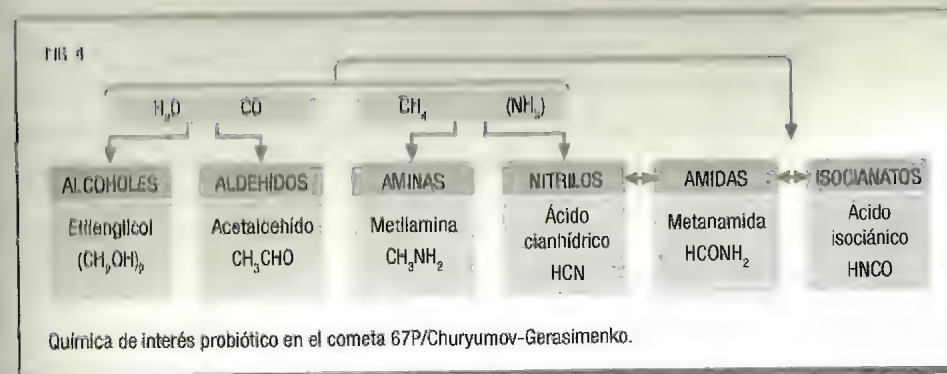 FIG 4
H₂O CO CH₄ (NH₃)
ALCOHOLES ALDEHÍDOS AMINAS NITRILOS AMIDAS ISOCIANATOS
Etilenglicol Acetaldehído Metilamina Ácido cianhídrico Metanamida Ácido isociánico
(CH₂OH)₂ CH₃CHO CH₃NH₂ HCN HCONH₂ HNCO
Química de interés probiótico en el cometa 67P/Churyumov-Gerasimenko.